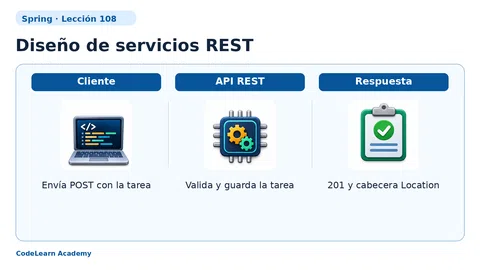 Spring · Lección 108
Diseño de servicios REST
Cliente
API REST
Respuesta
</>
Envía POST con la tarea
Valida y guarda la tarea
201 y cabecera Location
CodeLearn Academy